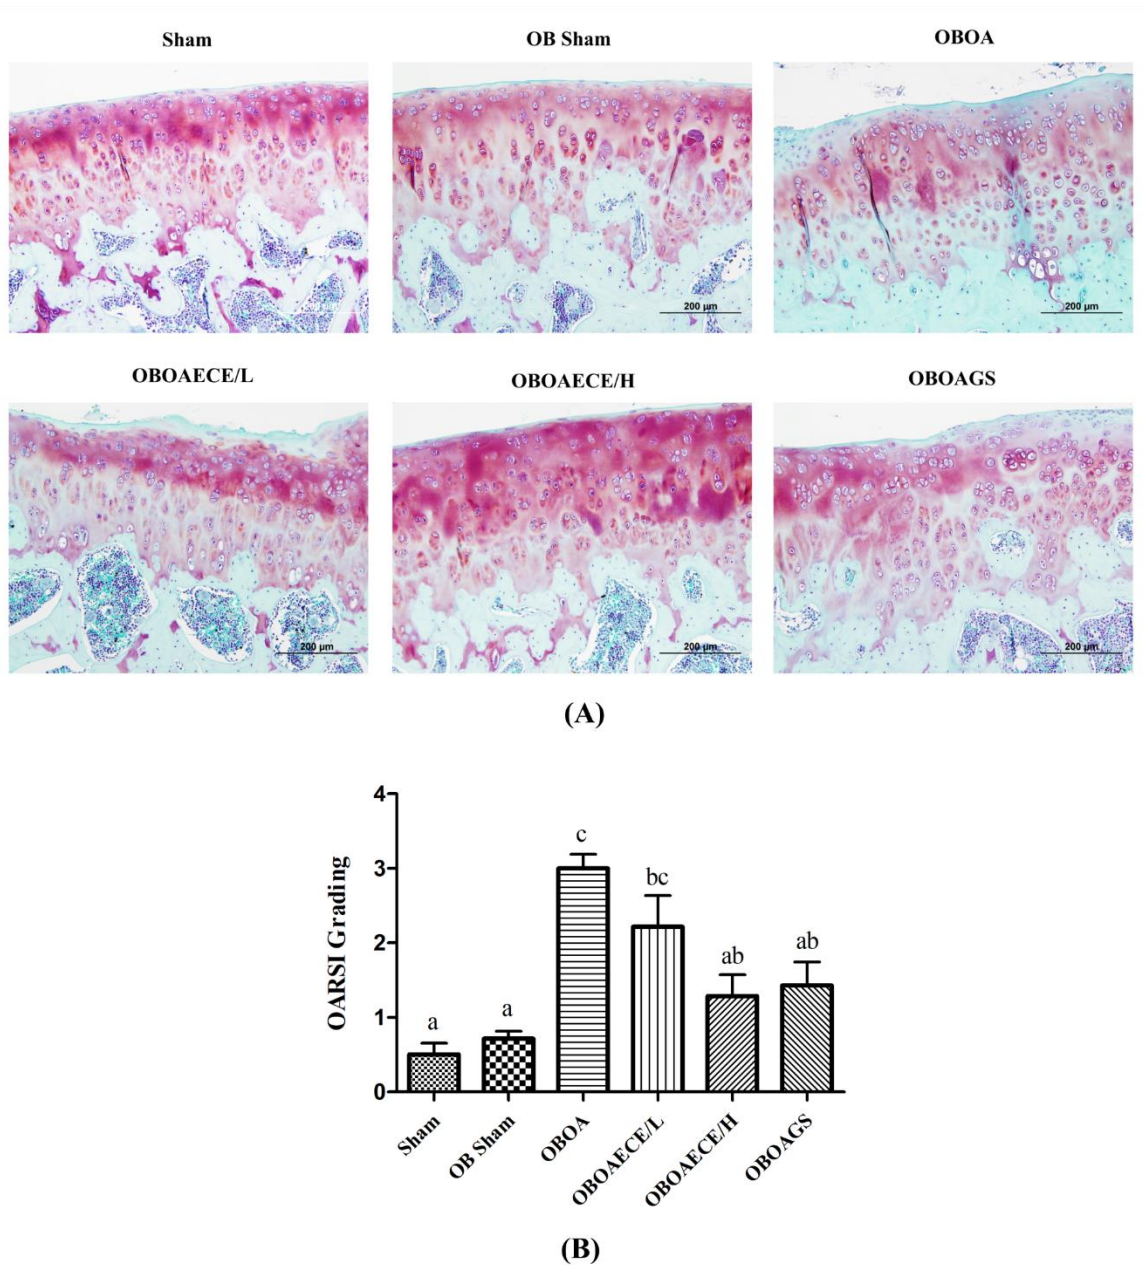 Sham OB Sham OBOA
200 µm 200 µm
OBOAECE/L OBOAECE/H OBOAGS
200 µm 200 µm 200 µm
(A)
4
3
2
1
0
OARSI Grading
a a c bc ab ab
Sham OB Sham OBOA OBOAECE/L OBOAECE/H OBOAGS
(B)